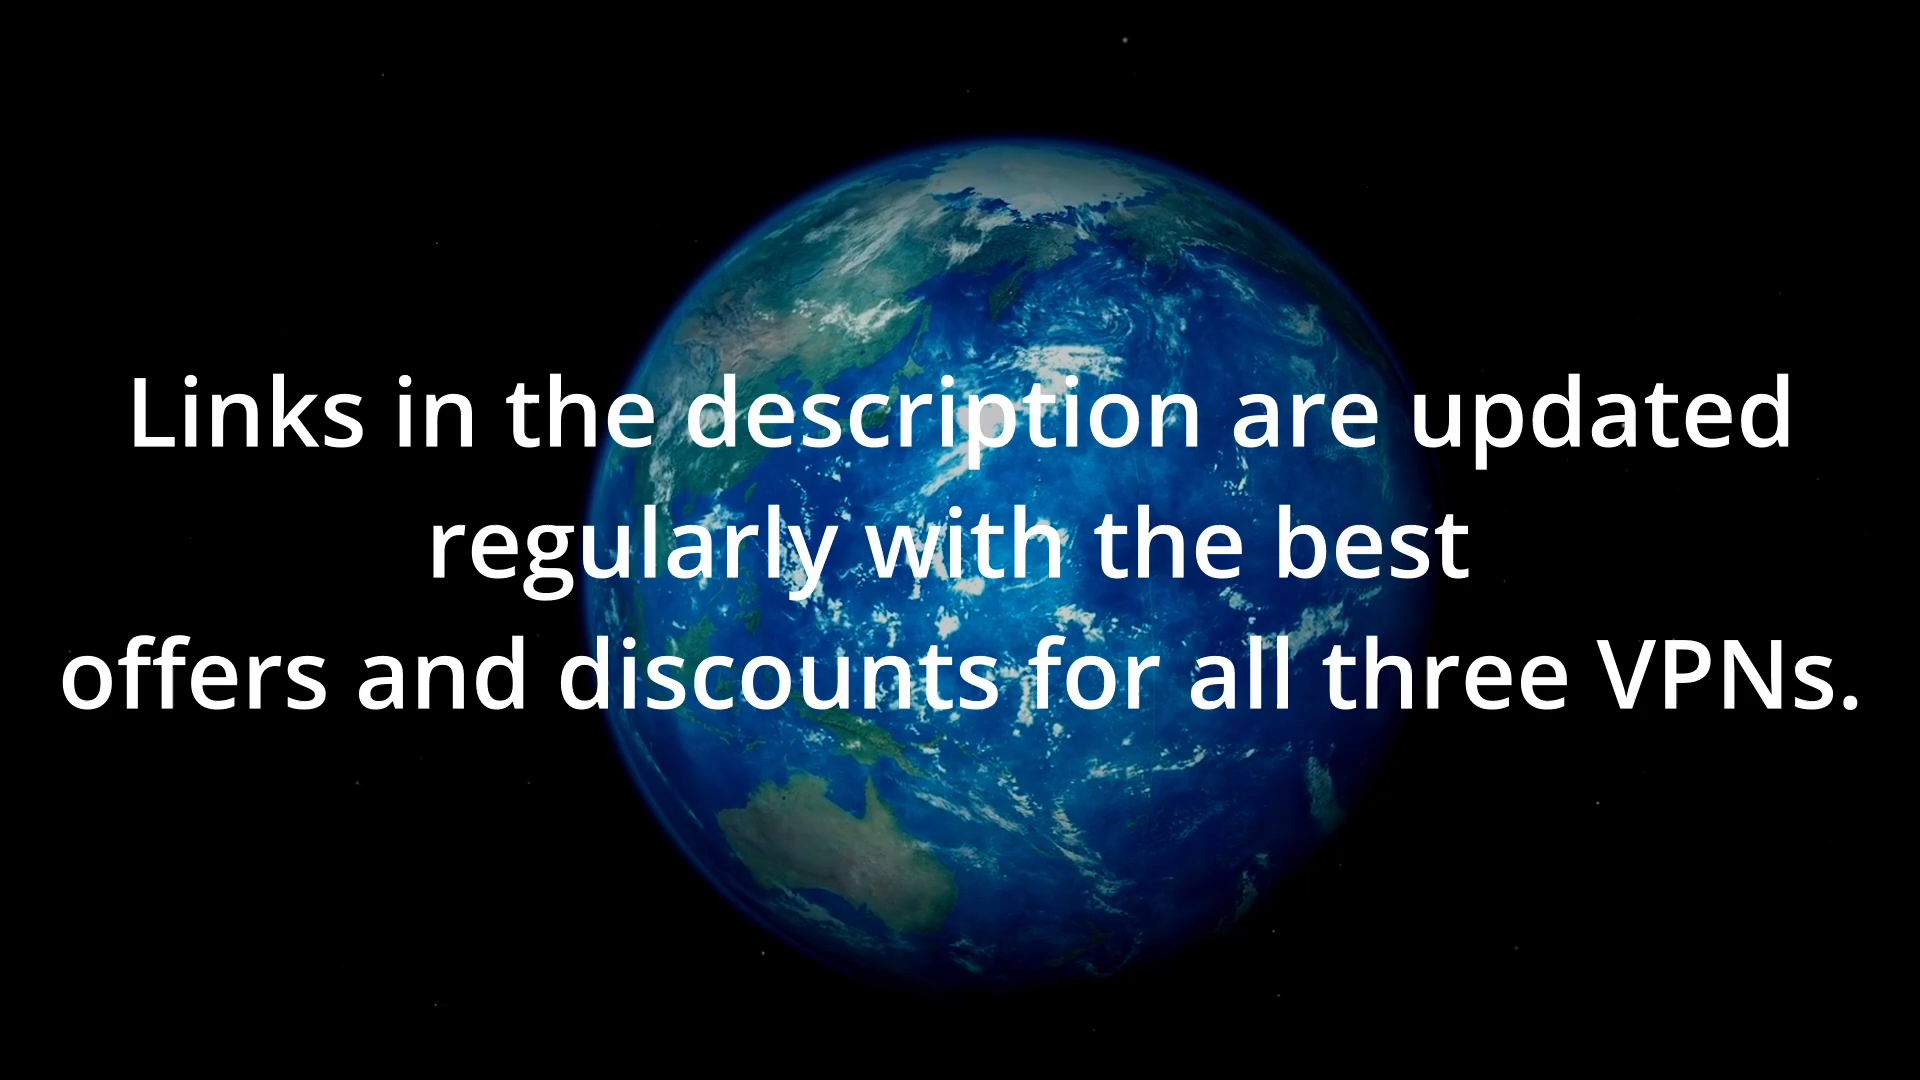 Links in the description are updated
regularly with the best
offers and discounts for all three VPNs.